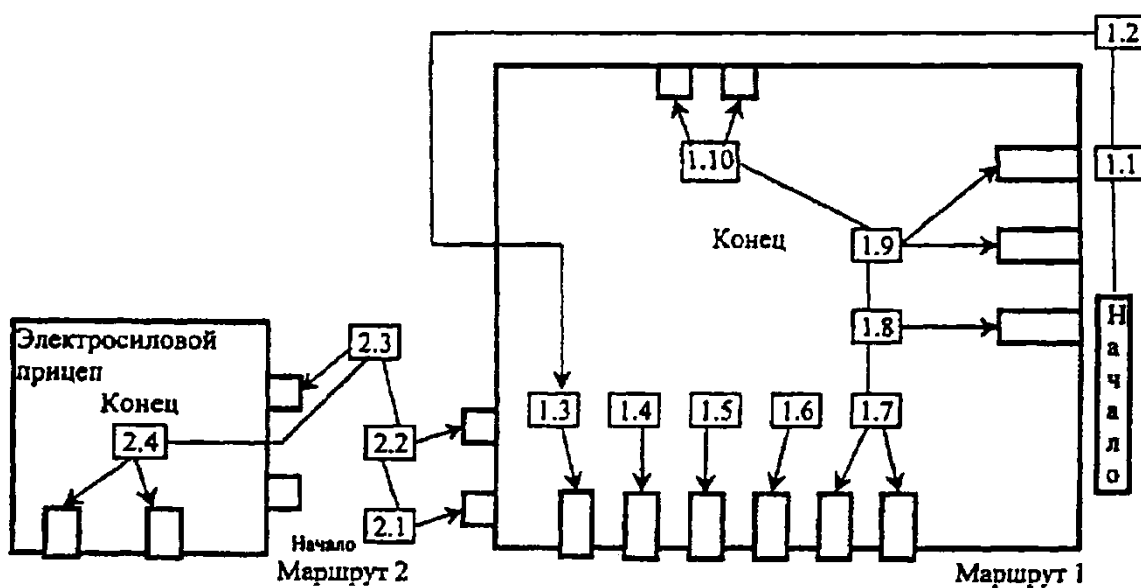 1.2
1.1
1.10
Конец
1.9
Н
а
ч
а
л
о
1.8
Электросиловой
прицеп
Конец
2.3
1.3
1.4
1.5
1.6
1.7
2.4
2.2
2.1
Начало
Маршрут 2
Маршрут 1